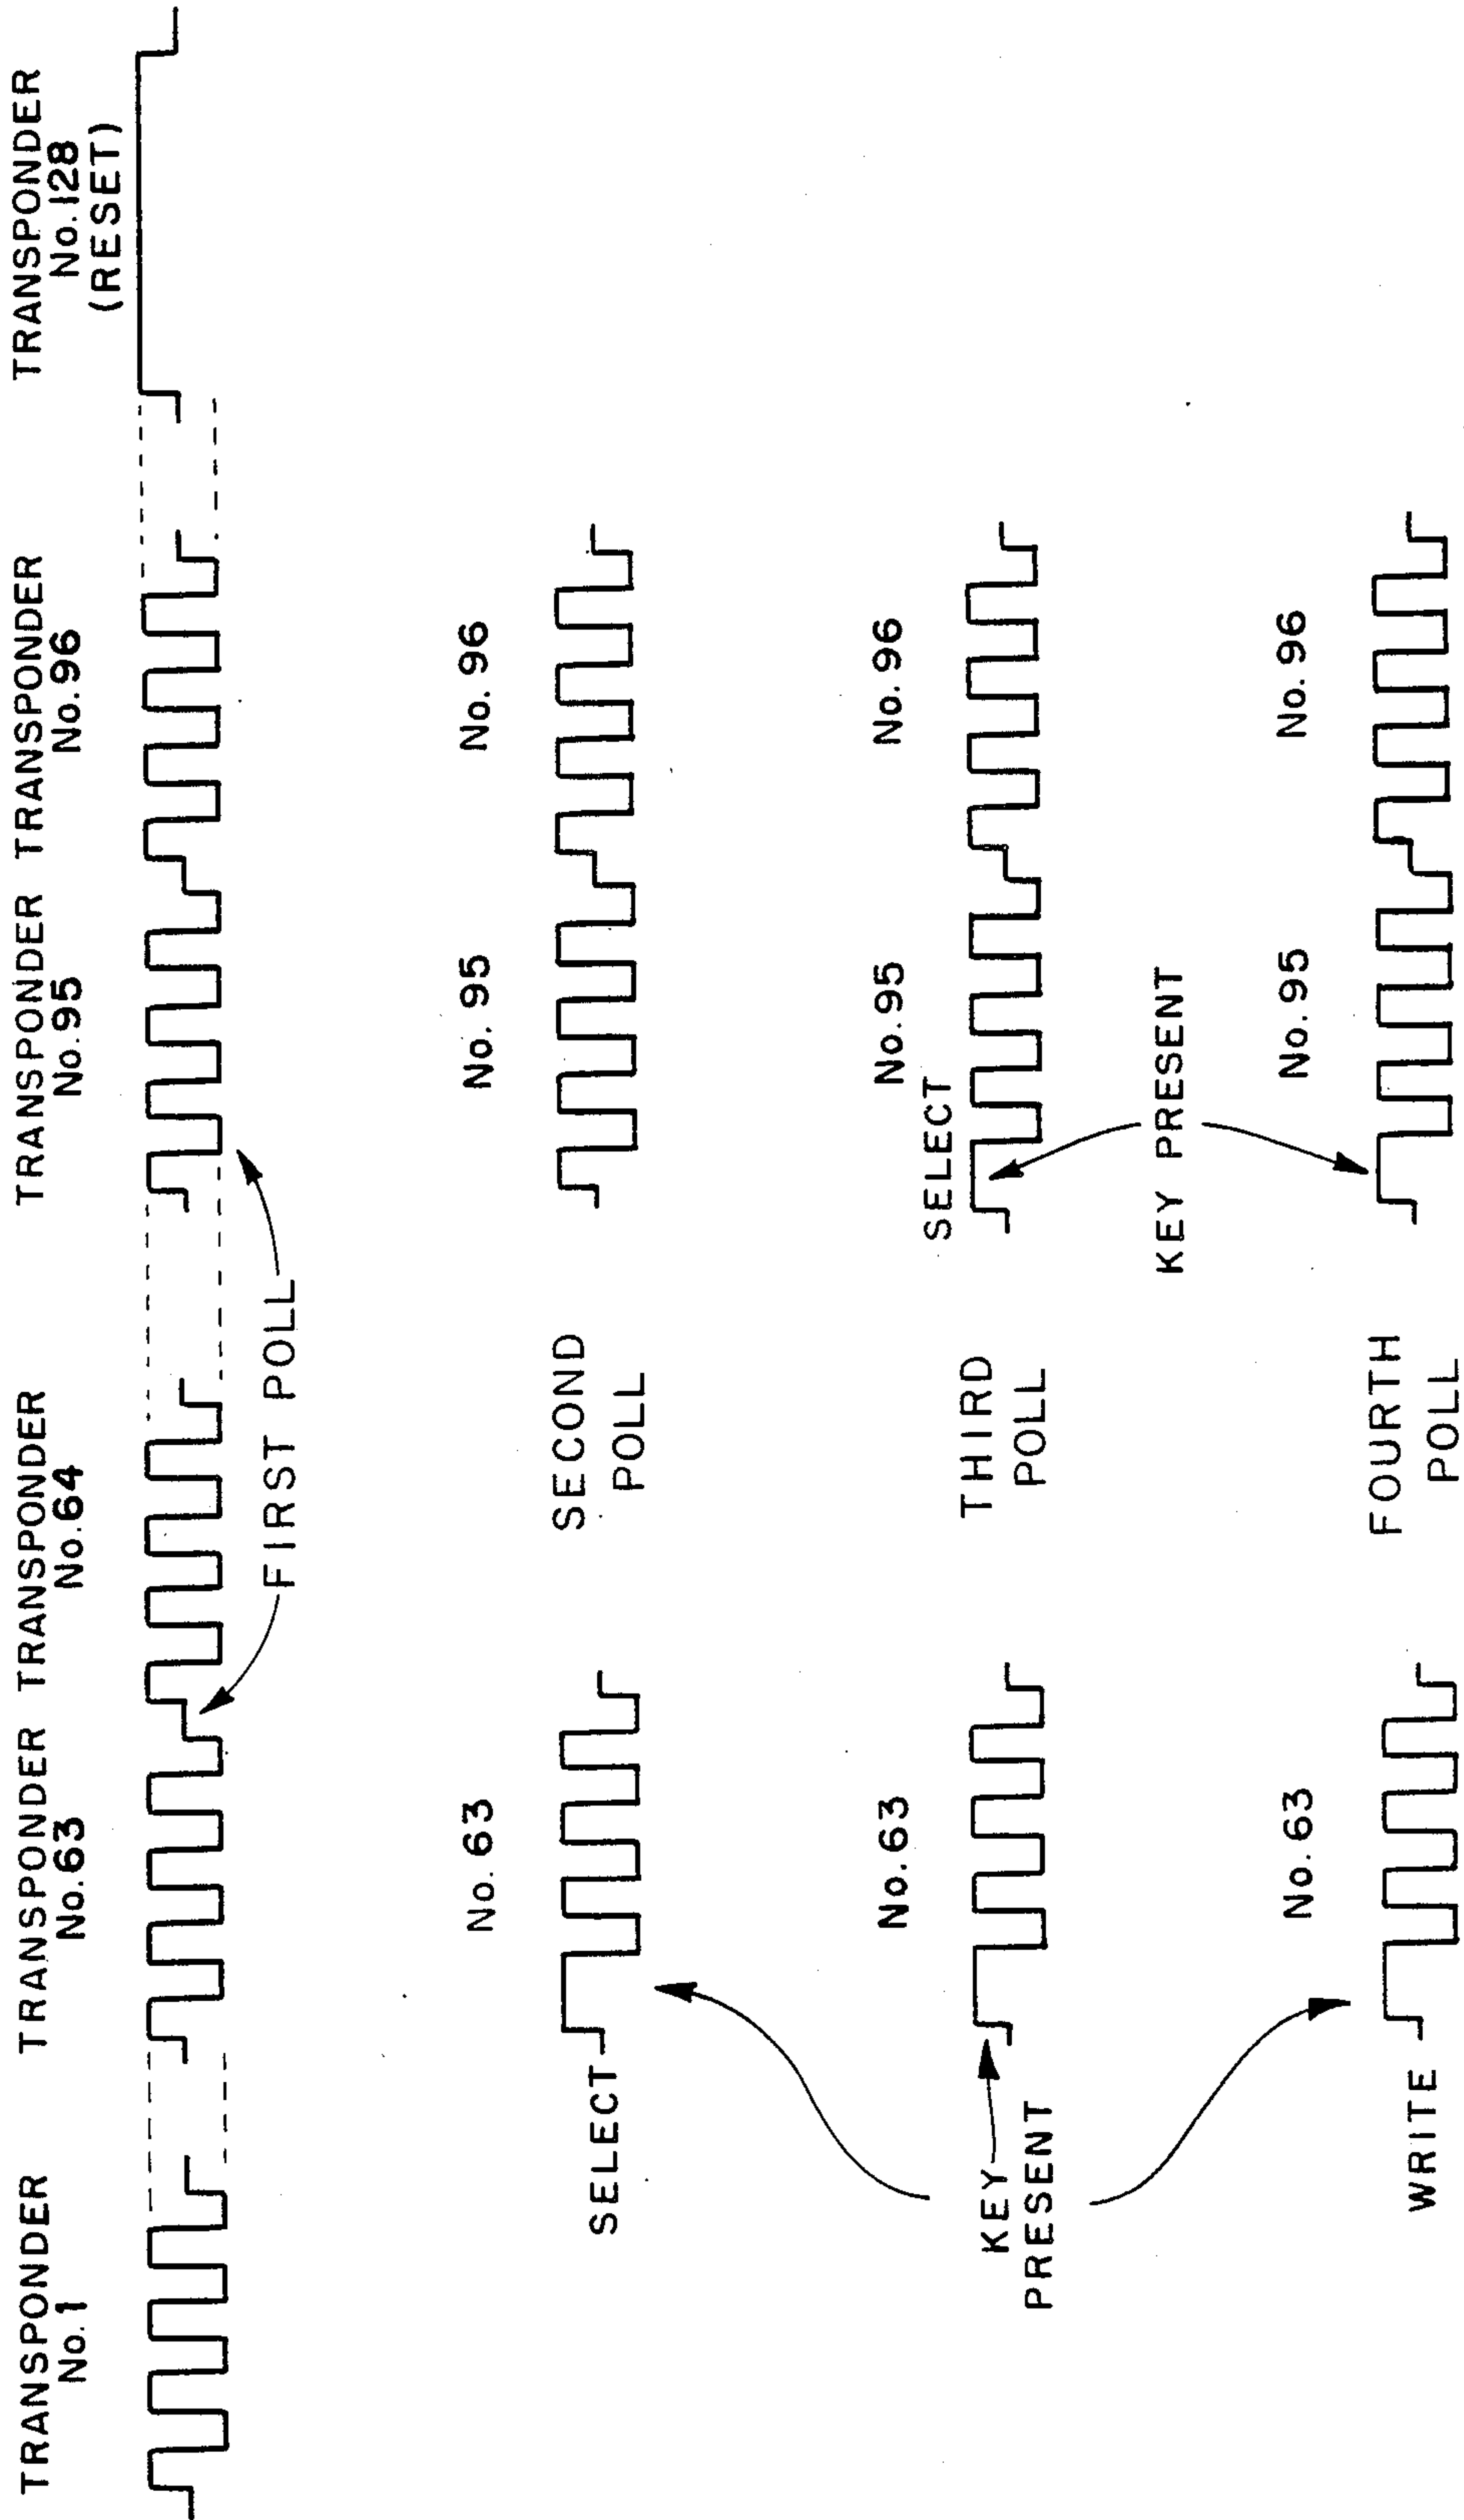 TRANSPONDER
No. 1
TRANSPONDER
No. 63
TRANSPONDER
No. 64
TRANSPONDER
No. 95
TRANSPONDER
No. 96
TRANSPONDER
No. 128
(RESET)
FIRST POLL
SELECT
No. 63
SECOND
POLL
No. 95
No. 96
KEY
PRESENT
No. 63
THIRD
POLL
SELECT
No. 95
No. 96
KEY PRESENT
WRITE
No. 63
FOURTH
POLL
No. 95
No. 96